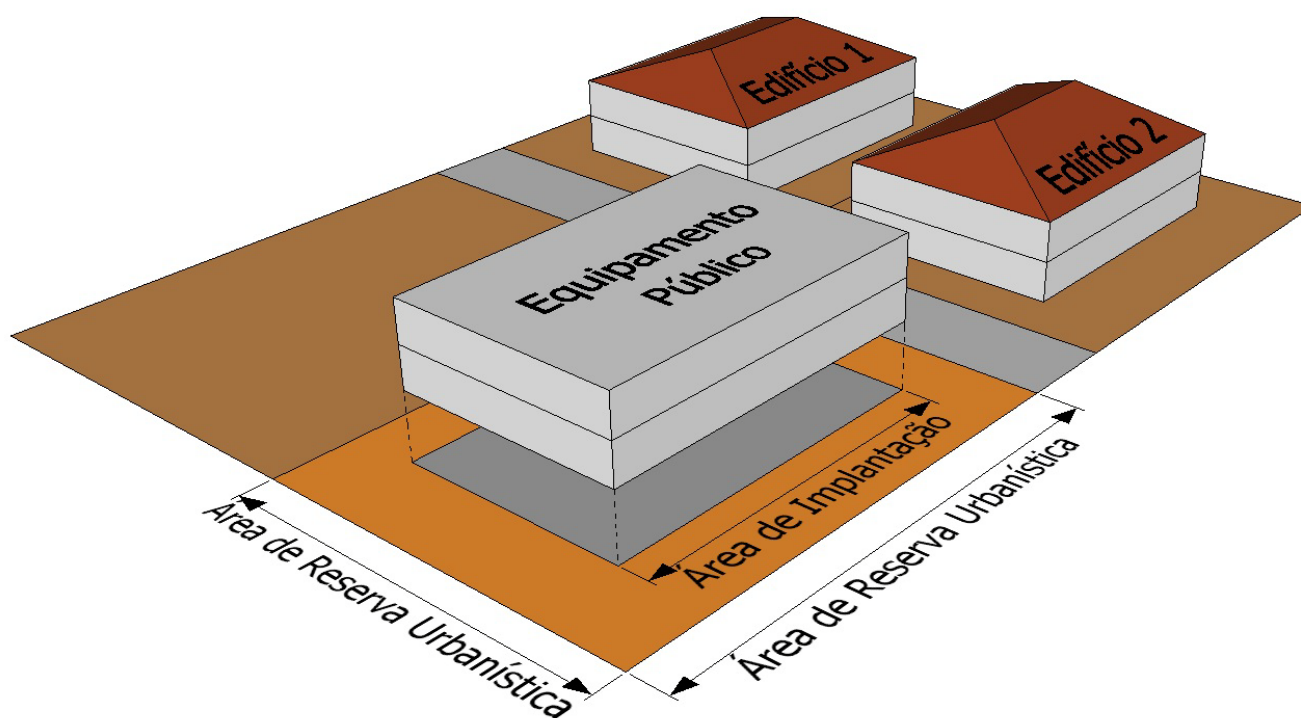 Edifício 1
Edifício 2
Equipamento
Público
Área de Implantação
Área de Reserva Urbanística
Área de Reserva Urbanística